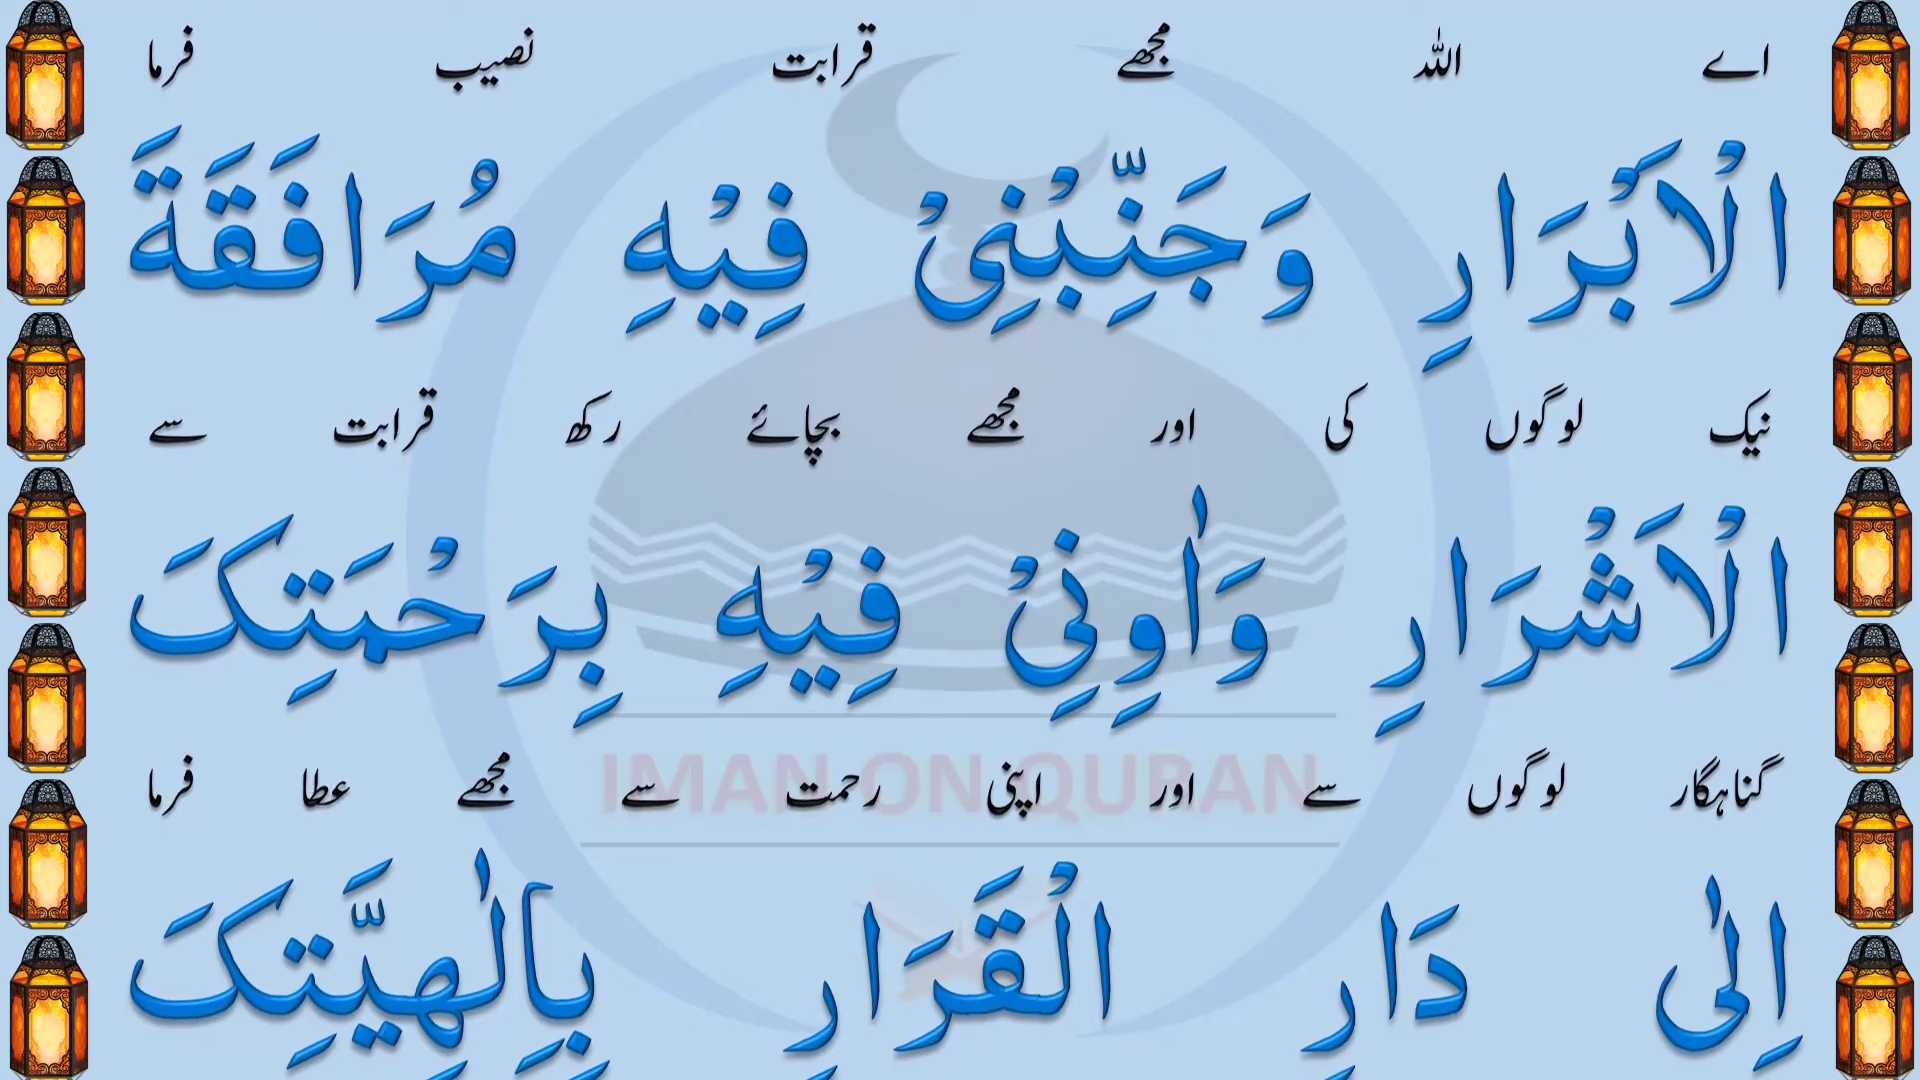 اے اللہ مجھے قرابت نصیب فرما
الْاَبْرَارِ وَجَنِّبْنِیْ فِیْهِ مُرَافَقَةَ
نیک لوگوں کی اور مجھے بچائے رکھ قرابت سے
الْاَشْرَارِ وَاٰوِنِیْ فِیْهِ بِرَحْمَتِکَ
IMAN ON QURAN
گناہگار لوگوں سے اور اپنی رحمت سے مجھے عطا فرما
اِلٰی دَارِ الْقَرَارِ بِاِلٰهِیَّتِکَ